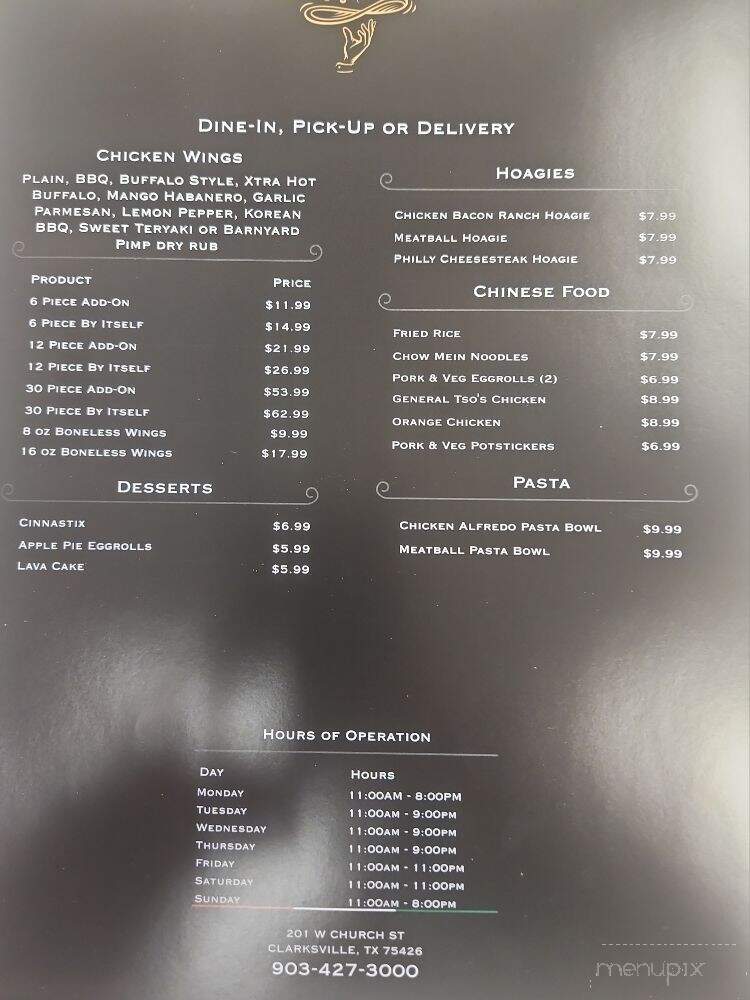 Dine-In, Pick-Up or Delivery
Chicken Wings
Plain, BBQ, Buffalo Style, Xtra Hot
Buffalo, Mango Habanero, Garlic
Parmesan, Lemon Pepper, Korean
BBQ, Sweet Teryaki or Barnyard
Pimp dry rub
Product Price
6 Piece Add-On $11.99
6 Piece By Itself $14.99
12 Piece Add-On $21.99
12 Piece By Itself $26.99
30 Piece Add-On $53.99
30 Piece By Itself $62.99
8 oz Boneless Wings $9.99
16 oz Boneless Wings $17.99
Desserts
Cinnastix $6.99
Apple Pie Eggrolls $5.99
Lava Cake $5.99
Hoagies
Chicken Bacon Ranch Hoagie $7.99
Meatball Hoagie $7.99
Philly Cheesesteak Hoagie $7.99
Chinese Food
Fried Rice $7.99
Chow Mein Noodles $7.99
Pork & Veg Eggrolls (2) $6.99
General Tso's Chicken $8.99
Orange Chicken $8.99
Pork & Veg Potstickers $6.99
Pasta
Chicken Alfredo Pasta Bowl $9.99
Meatball Pasta Bowl $9.99
Hours of Operation
Day Hours
Monday 11:00am - 8:00pm
Tuesday 11:00am - 9:00pm
Wednesday 11:00am - 9:00pm
Thursday 11:00am - 9:00pm
Friday 11:00am - 11:00pm
Saturday 11:00am - 11:00pm
Sunday 11:00am - 8:00pm
201 W CHURCH ST
CLARKSVILLE, TX 75426
903-427-3000
menupix